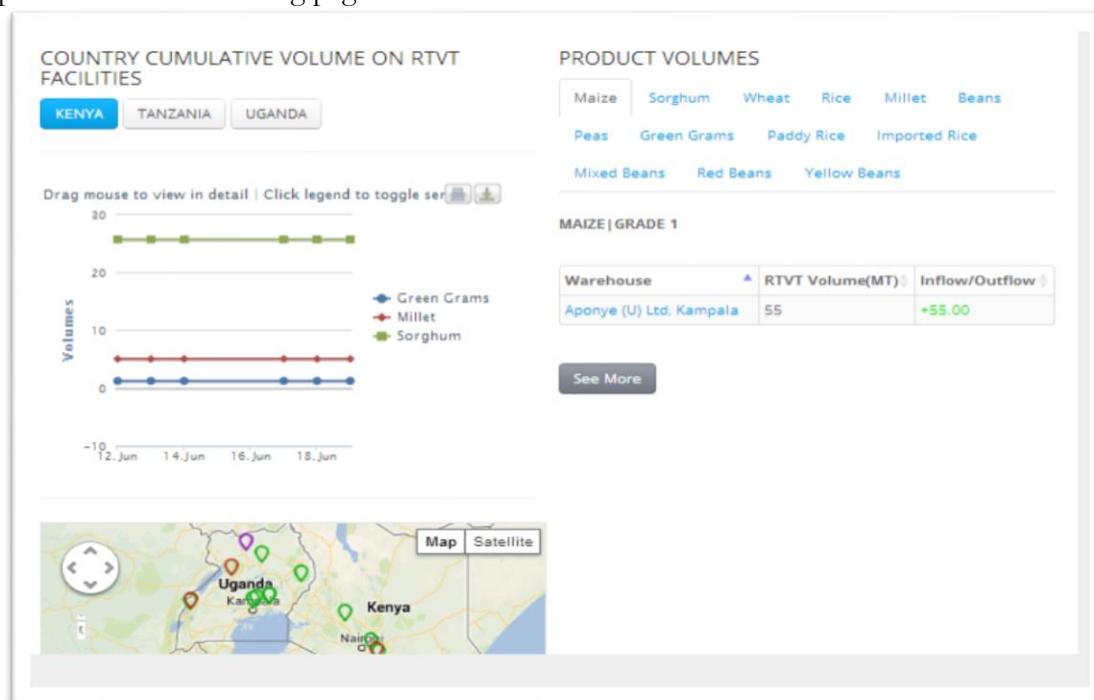 COUNTRY CUMULATIVE VOLUME ON RTVT
FACILITIES
KENYA TANZANIA UGANDA
Drag mouse to view in detail | Click legend to toggle ser
30
20
10
0
-10
Volumes
12. Jun 14. Jun 16. Jun 18. Jun
Green Grams
Millet
Sorghum
Map Satellite
Uganda
Kampala
Kenya
Nairobi
PRODUCT VOLUMES
Maize Sorghum Wheat Rice Millet Beans
Peas Green Grams Paddy Rice Imported Rice
Mixed Beans Red Beans Yellow Beans
MAIZE|GRADE 1
Warehouse RTVT Volume(MT) Inflow/Outflow
Aponye (U) Ltd, Kampala 55 +55.00
See More